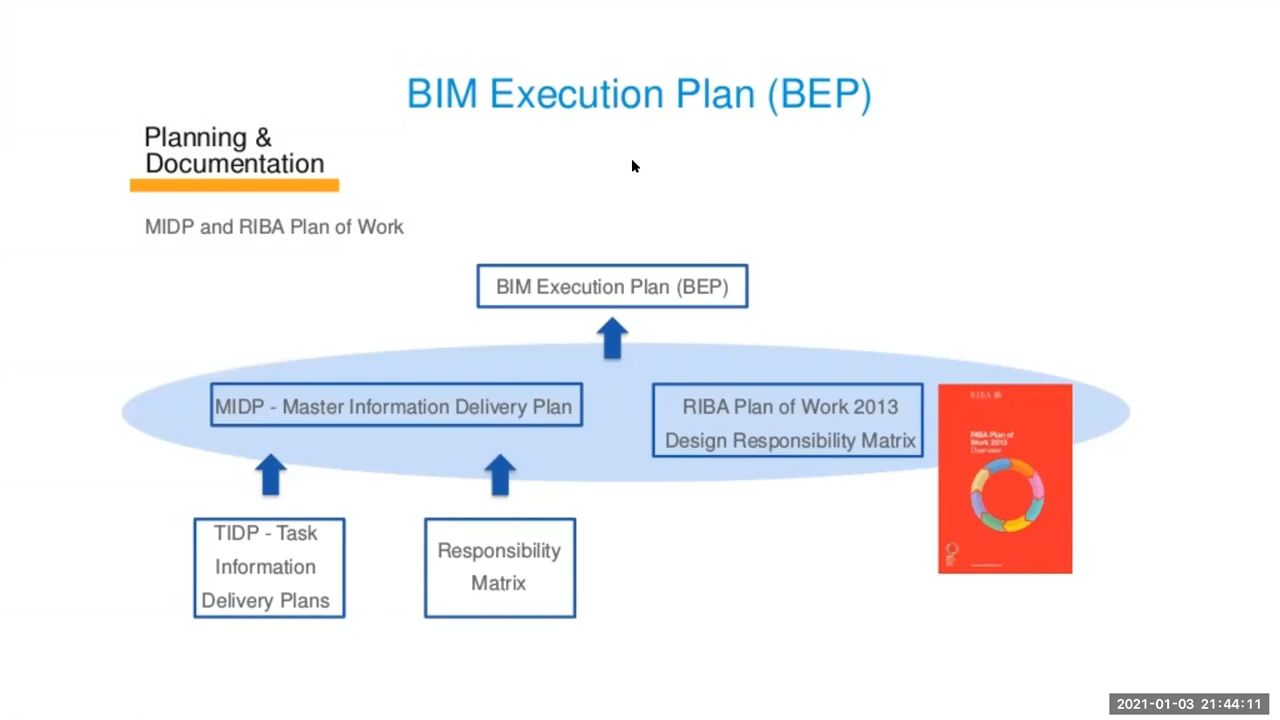 BIM Execution Plan (BEP)
Planning &
Documentation
MIDP and RIBA Plan of Work
BIM Execution Plan (BEP)
MIDP - Master Information Delivery Plan
RIBA Plan of Work 2013
Design Responsibility Matrix
RIBA
RIBA Plan of
Work 2013
Overview
TIDP - Task
Information
Delivery Plans
Responsibility
Matrix
2021-01-03 21:44:11